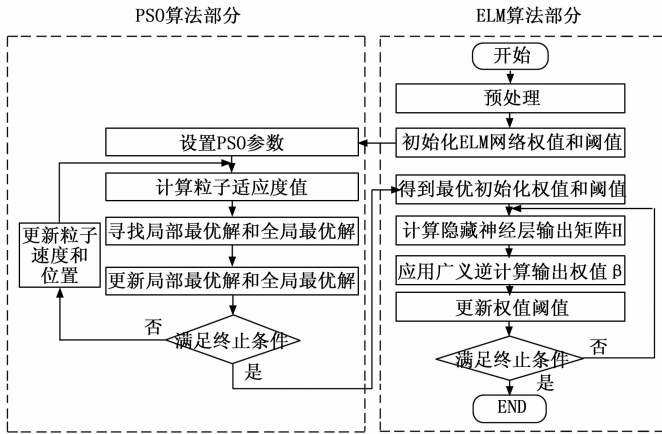 PSO算法部分
ELM算法部分
开始
预处理
初始化ELM网络权值和阈值
设置PSO参数
计算粒子适应度值
寻找局部最优解和全局最优解
更新局部最优解和全局最优解
满足终止条件
否
是
更新粒子
速度和
位置
得到最优初始化权值和阈值
计算隐藏神经层输出矩阵H
应用广义逆计算输出权值β
更新权值阈值
满足终止条件
否
是
END